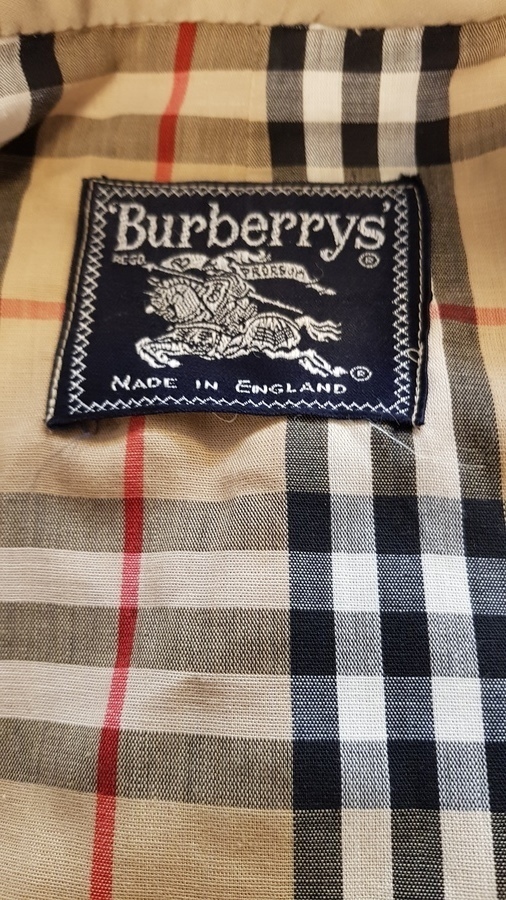 'Burberrys'
REGD.
PRORSUM
®
®
MADE IN ENGLAND